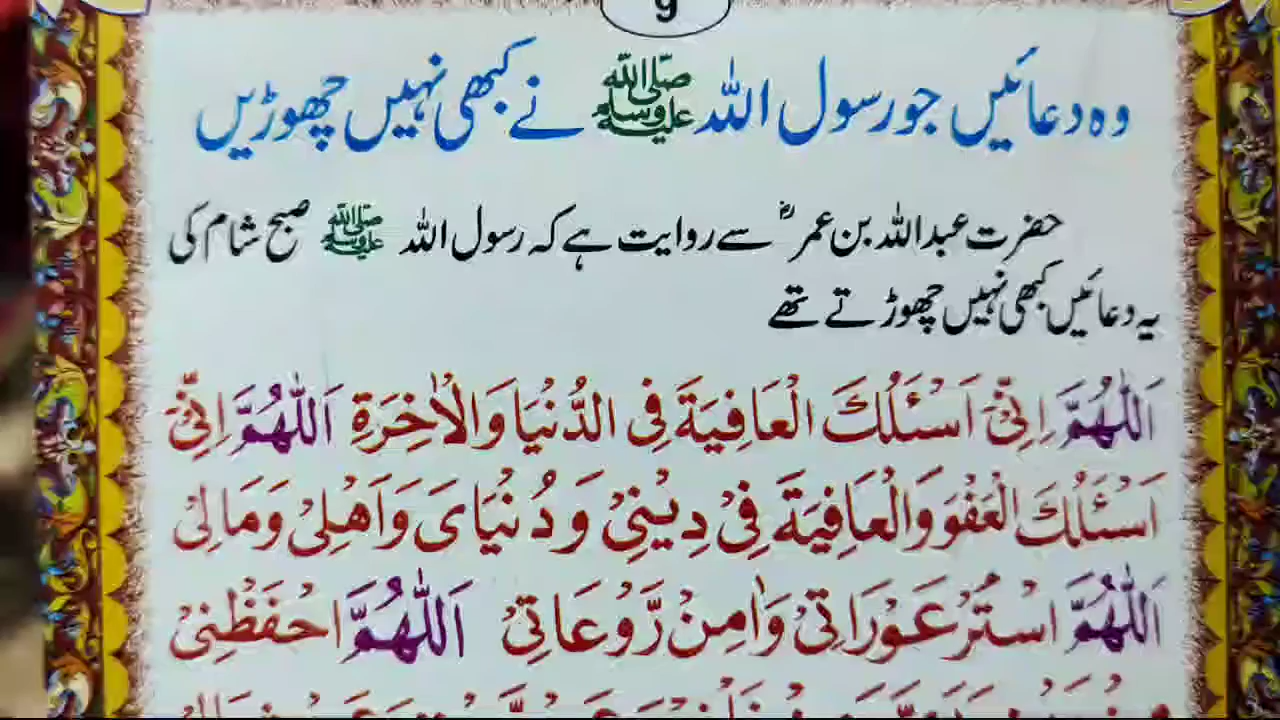 9
وہ دعائیں جو رسول اللہ ﷺ نے کبھی نہیں چھوڑیں
حضرت عبداللہ بن عمرؓ سے روایت ہے کہ رسول اللہ ﷺ صبح شام کی
یہ دعائیں کبھی نہیں چھوڑتے تھے
اَللّٰهُمَّ اِنِّیْ اَسْئَلُكَ الْعَافِيَةَ فِی الدُّنْيَا وَالْاٰخِرَةِ اَللّٰهُمَّ اِنِّیْ
اَسْئَلُكَ الْعَفْوَ وَالْعَافِيَةَ فِیْ دِيْنِیْ وَدُنْيَایَ وَاَهْلِیْ وَمَالِیْ
اَللّٰهُمَّ اسْتُرْ عَوْرَاتِیْ وَاٰمِنْ رَّوْعَاتِیْ اَللّٰهُمَّ احْفَظْنِیْ